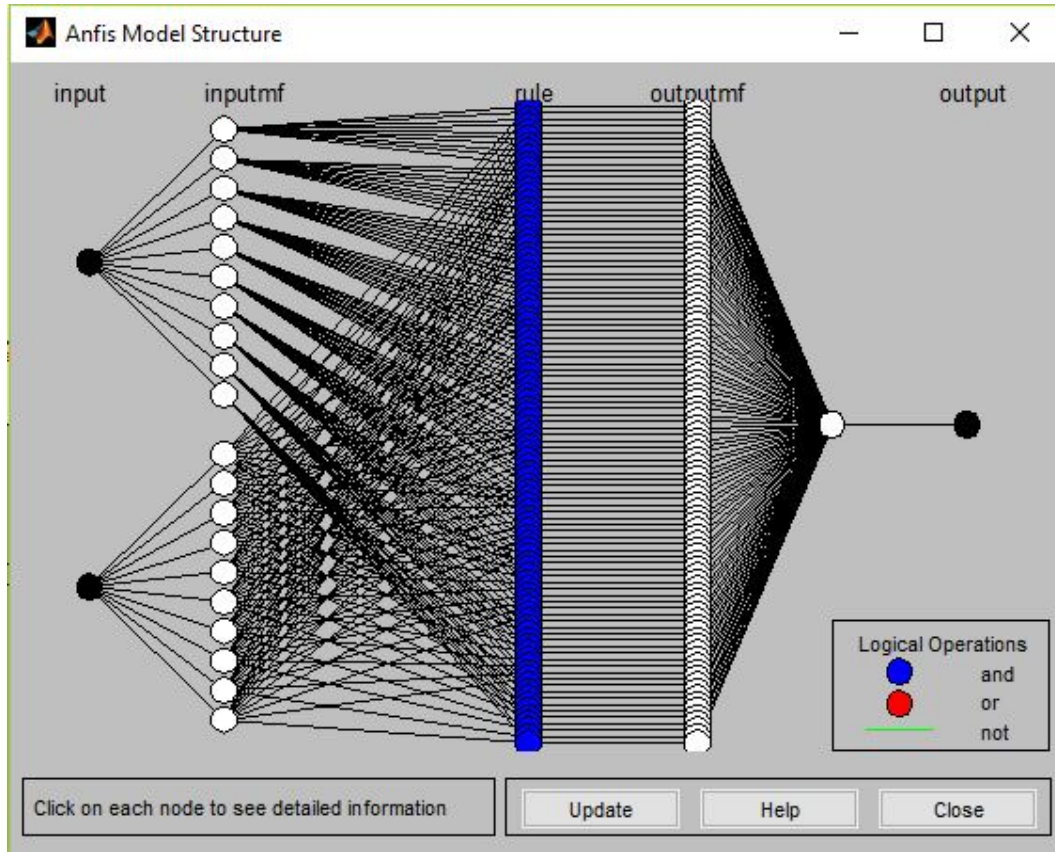 Anfis Model Structure
input inputmf rule outputmf output
Logical Operations
and
or
not
Click on each node to see detailed information
Update Help Close